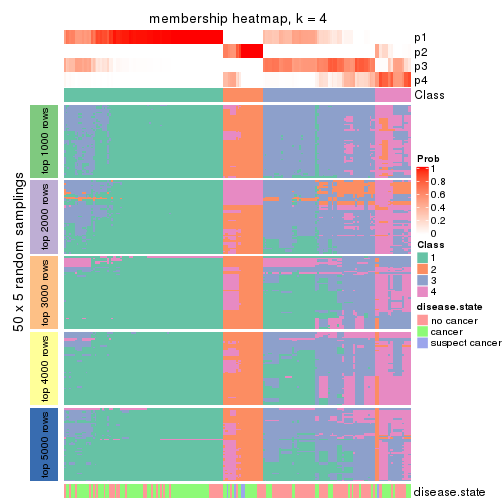 membership heatmap, k = 4
p1
p2
p3
p4
Class
50 x 5 random samplings
top 1000 rows
top 2000 rows
top 3000 rows
top 4000 rows
top 5000 rows
Prob
1
0.8
0.6
0.4
0.2
0
Class
1
2
3
4
disease.state
no cancer
cancer
suspect cancer
disease.state